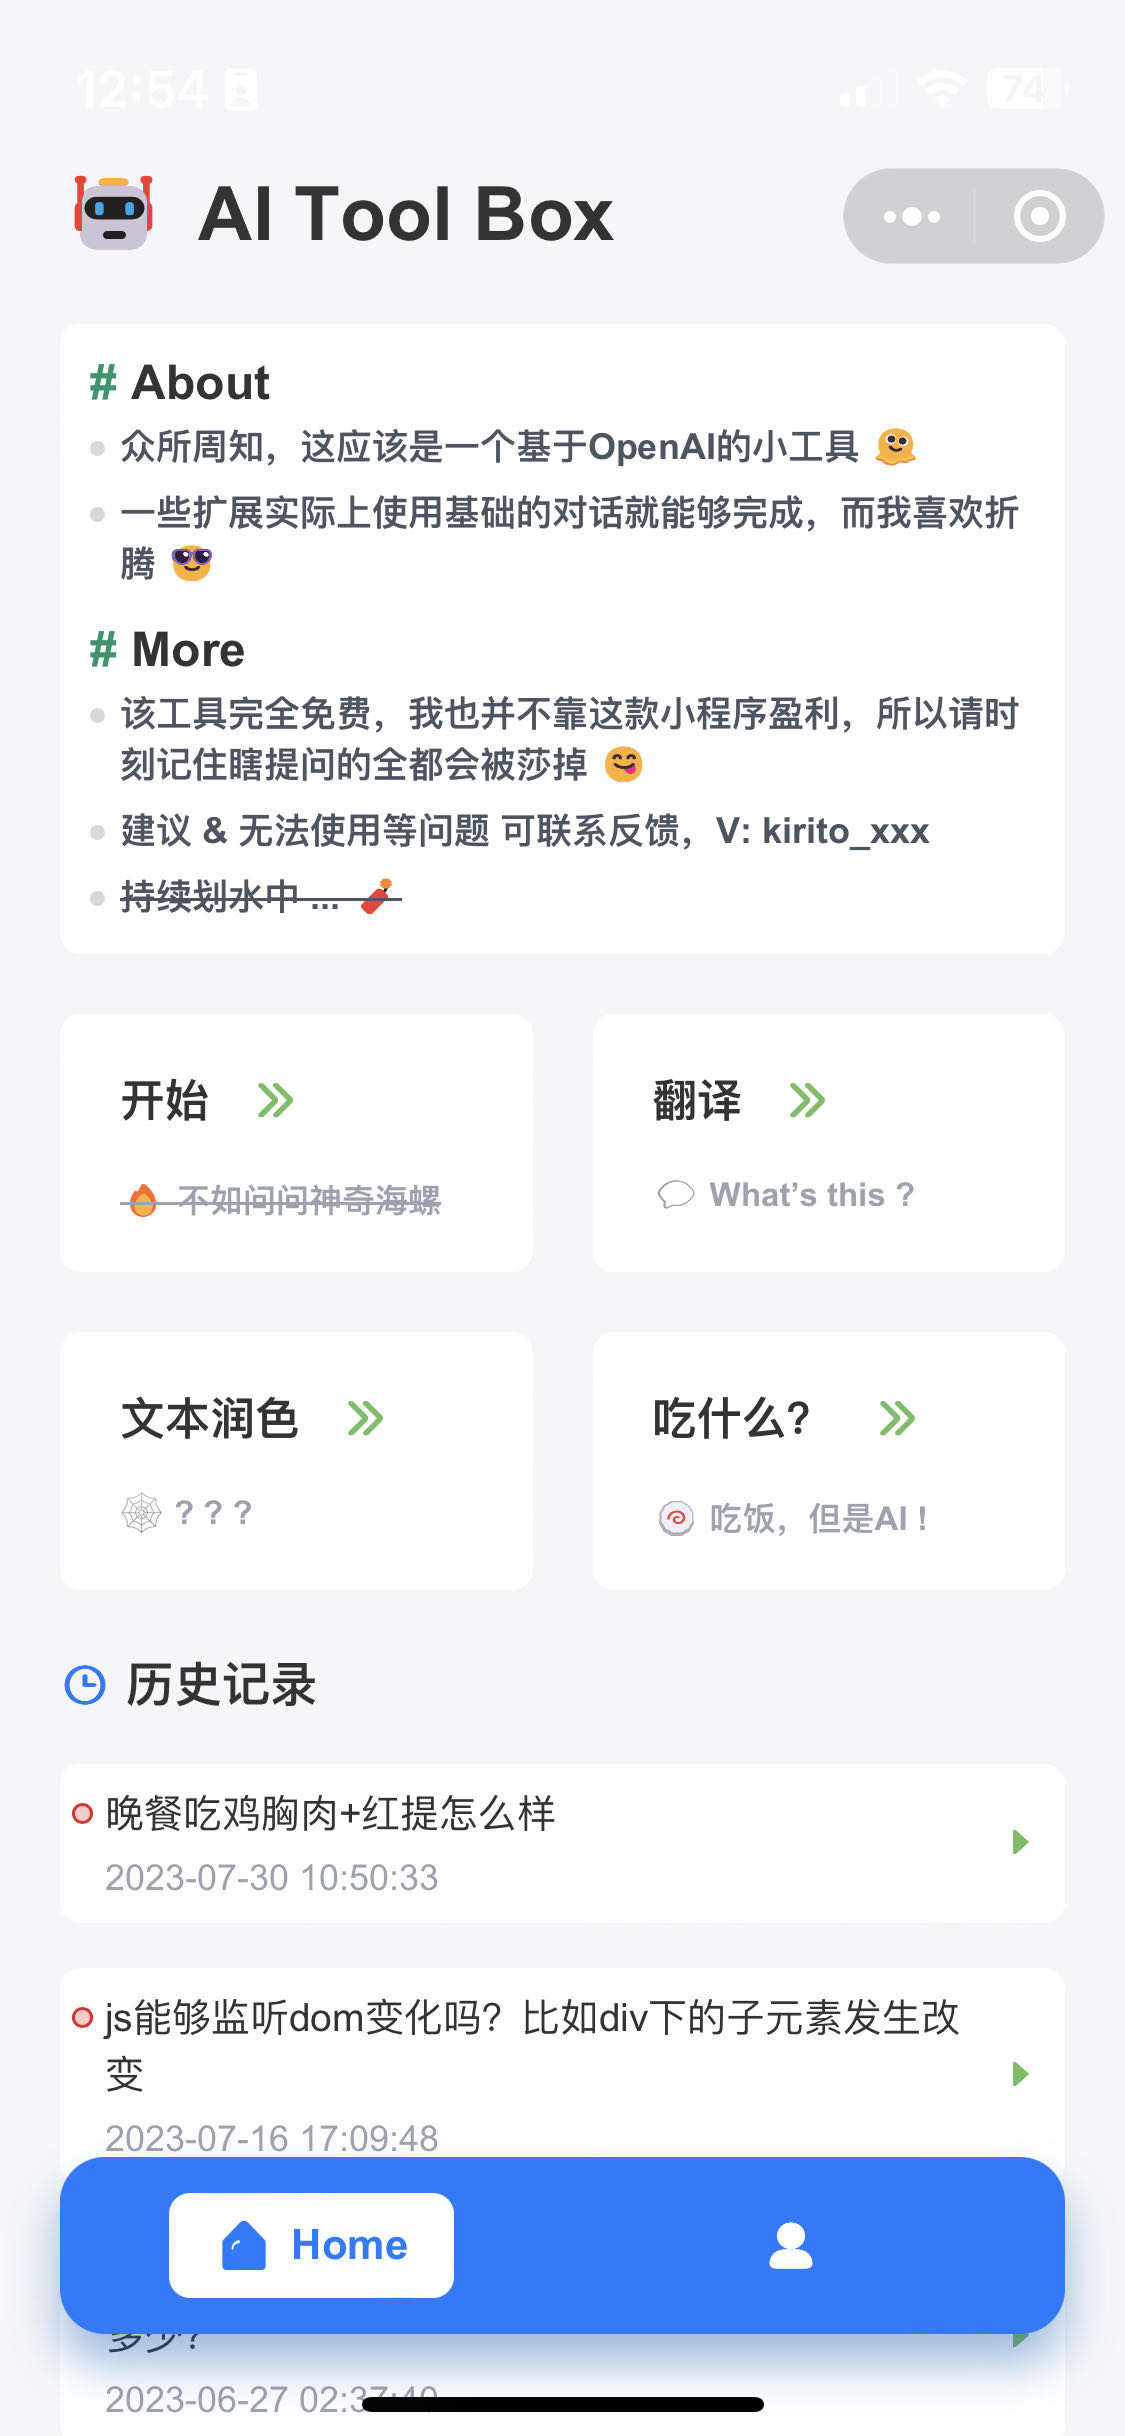 12:54
74
AI Tool Box
# About
众所周知，这应该是一个基于OpenAI的小工具
一些扩展实际上使用基础的对话就能够完成，而我喜欢折
腾
# More
该工具完全免费，我也并不靠这款小程序盈利，所以请时
刻记住瞎提问的全都会被莎掉
建议 & 无法使用等问题 可联系反馈，V: kirito_xxx
持续划水中 ...
开始
不如问问神奇海螺
翻译
What's this ?
文本润色
? ? ?
吃什么?
吃饭，但是AI !
历史记录
晚餐吃鸡胸肉+红提怎么样
2023-07-30 10:50:33
js能够监听dom变化吗？比如div下的子元素发生改
变
2023-07-16 17:09:48
Home
多少？
2023-06-27 02:37:40